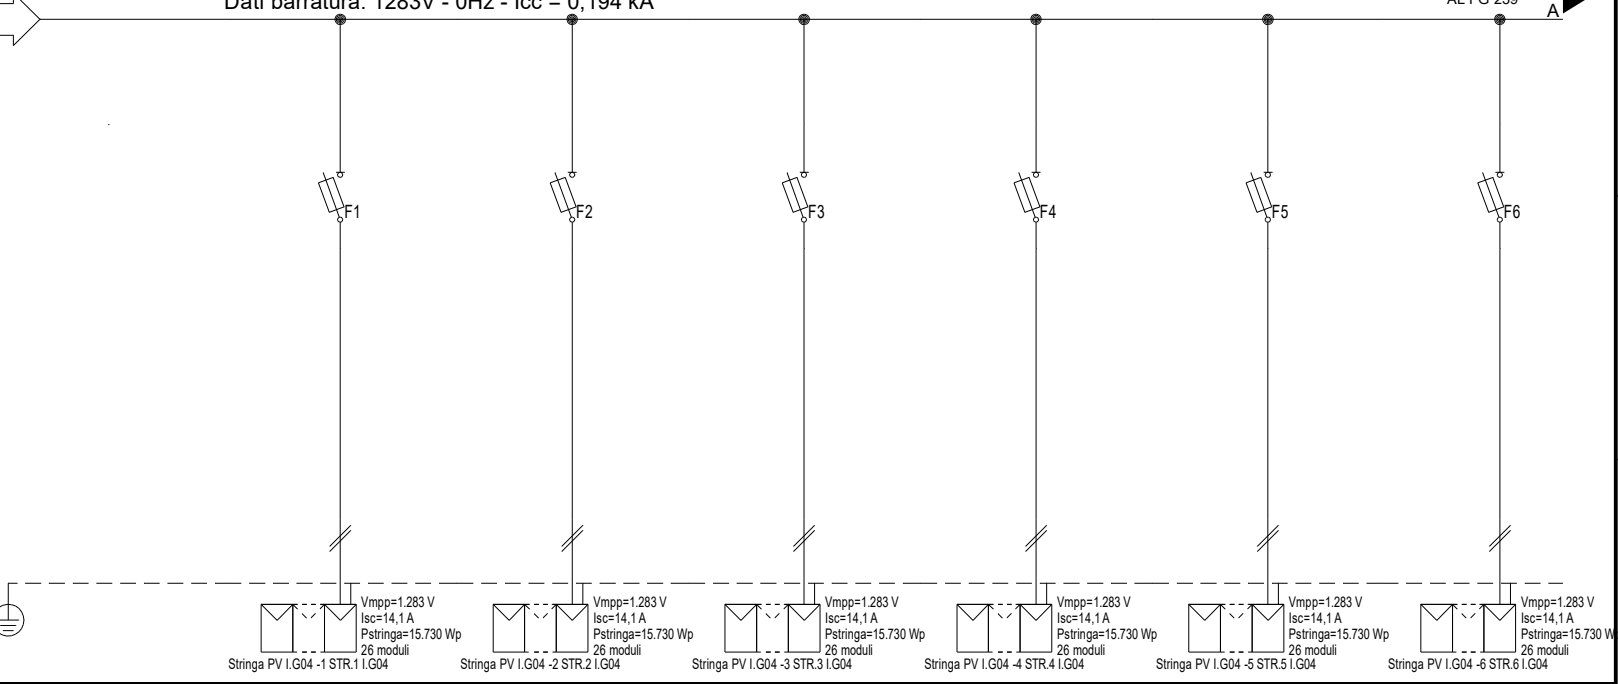 Dati barratura: 1283V - 0Hz - Icc = 0,194 kA
A
F1
F2
F3
F4
F5
F6
Vmpp=1.283 V
Isc=14,1 A
Pstringa=15.730 Wp
26 moduli
Stringa PV I.G04 -1 STR.1 I.G04
Vmpp=1.283 V
Isc=14,1 A
Pstringa=15.730 Wp
26 moduli
Stringa PV I.G04 -2 STR.2 I.G04
Vmpp=1.283 V
Isc=14,1 A
Pstringa=15.730 Wp
26 moduli
Stringa PV I.G04 -3 STR.3 I.G04
Vmpp=1.283 V
Isc=14,1 A
Pstringa=15.730 Wp
26 moduli
Stringa PV I.G04 -4 STR.4 I.G04
Vmpp=1.283 V
Isc=14,1 A
Pstringa=15.730 Wp
26 moduli
Stringa PV I.G04 -5 STR.5 I.G04
Vmpp=1.283 V
Isc=14,1 A
Pstringa=15.730 W
26 moduli
Stringa PV I.G04 -6 STR.6 I.G04